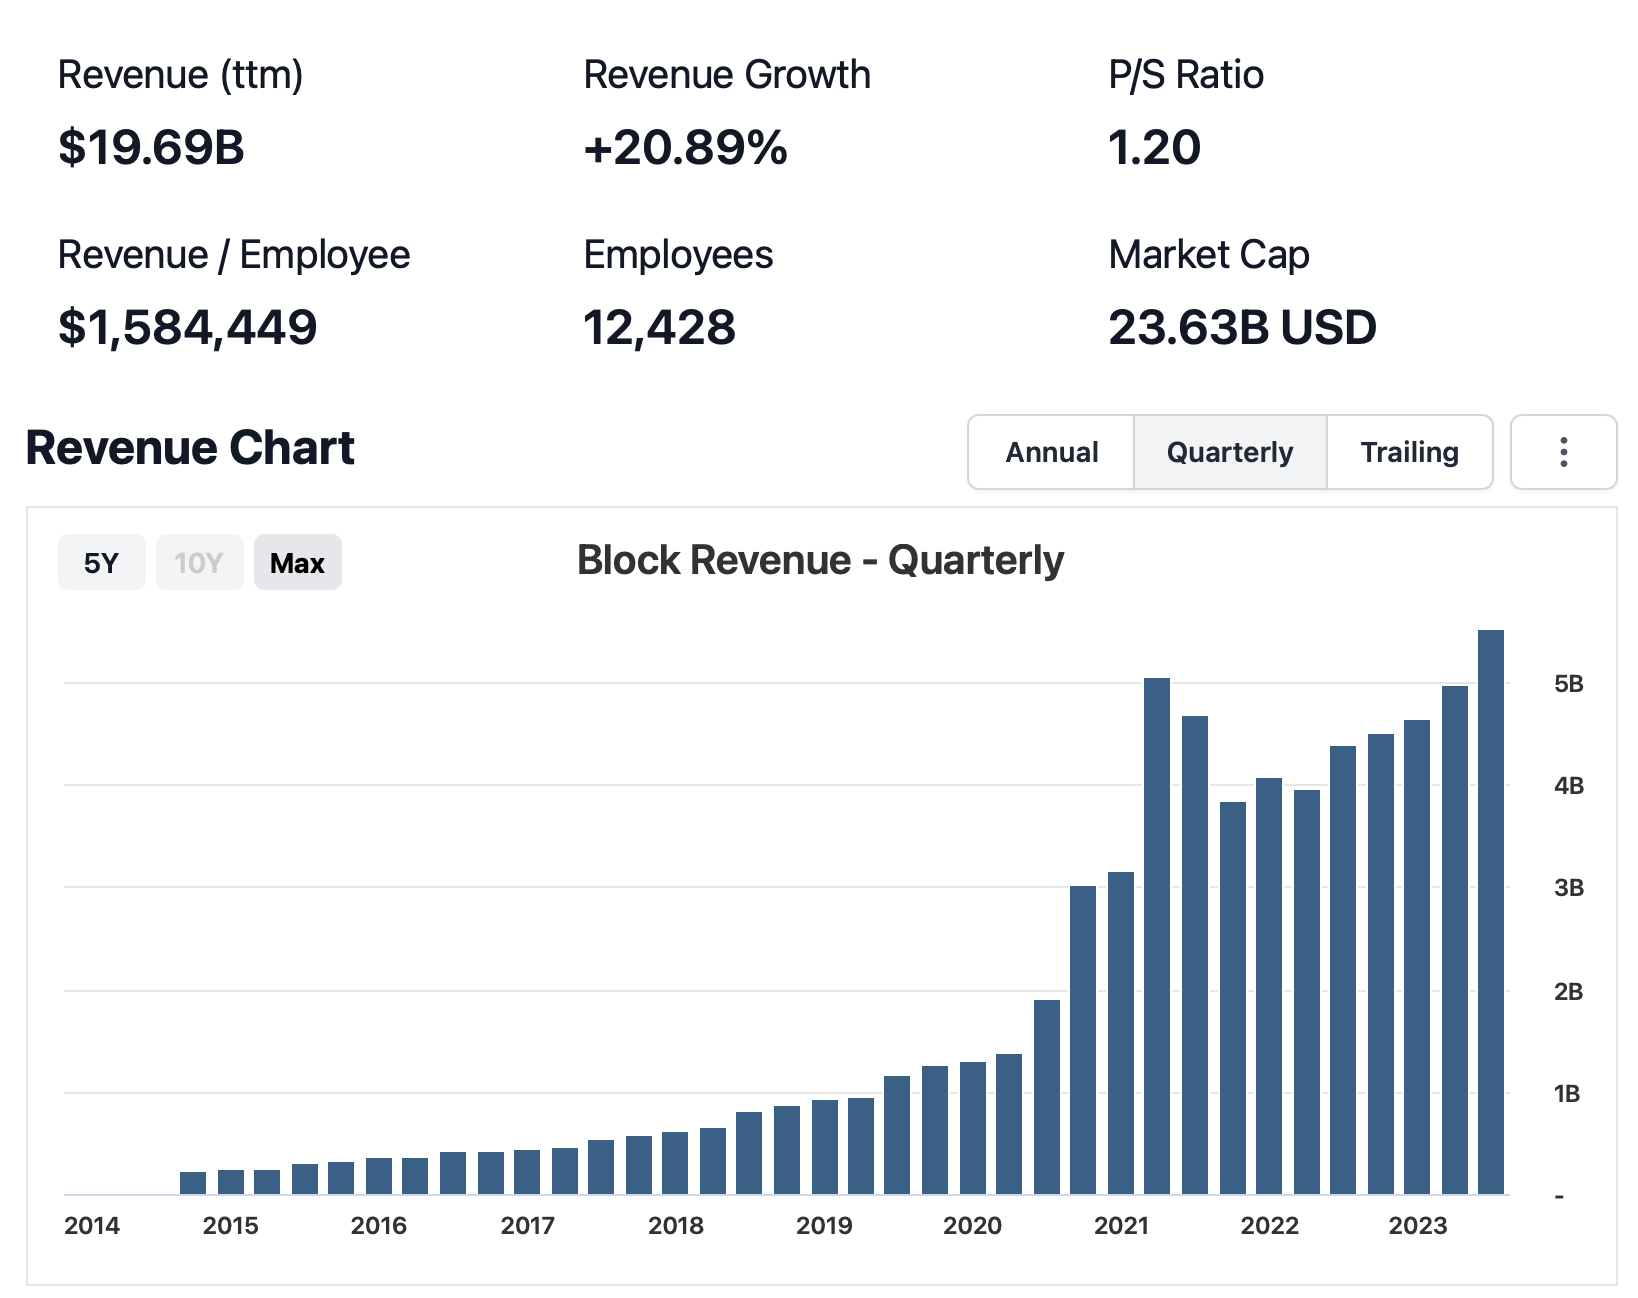 Revenue (ttm)
$19.69B
Revenue Growth
+20.89%
P/S Ratio
1.20
Revenue / Employee
$1,584,449
Employees
12,428
Market Cap
23.63B USD
Revenue Chart
Annual
Quarterly
Trailing
5Y
10Y
Max
Block Revenue - Quarterly
5B
4B
3B
2B
1B
-
2014
2015
2016
2017
2018
2019
2020
2021
2022
2023